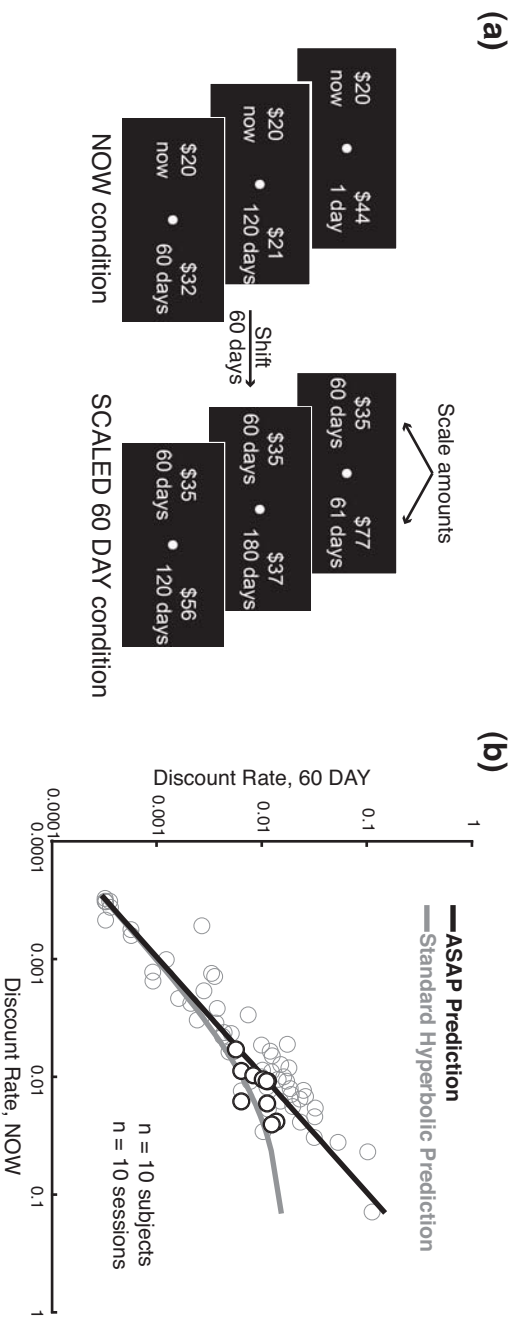 (a)
Scale amounts
$20 $44
now 1 day
$20 $21
now 120 days
$20 $32
now 60 days
NOW condition
Shift
60 days
$35 $77
60 days 61 days
$35 $37
60 days 180 days
$35 $56
60 days 120 days
SCALED 60 DAY condition
(b)
ASAP Prediction
Standard Hyperbolic Prediction
Discount Rate, 60 DAY
1
0.1
0.01
0.001
0.0001
n = 10 subjects
n = 10 sessions
0.0001 0.001 0.01 0.1 1
Discount Rate, NOW